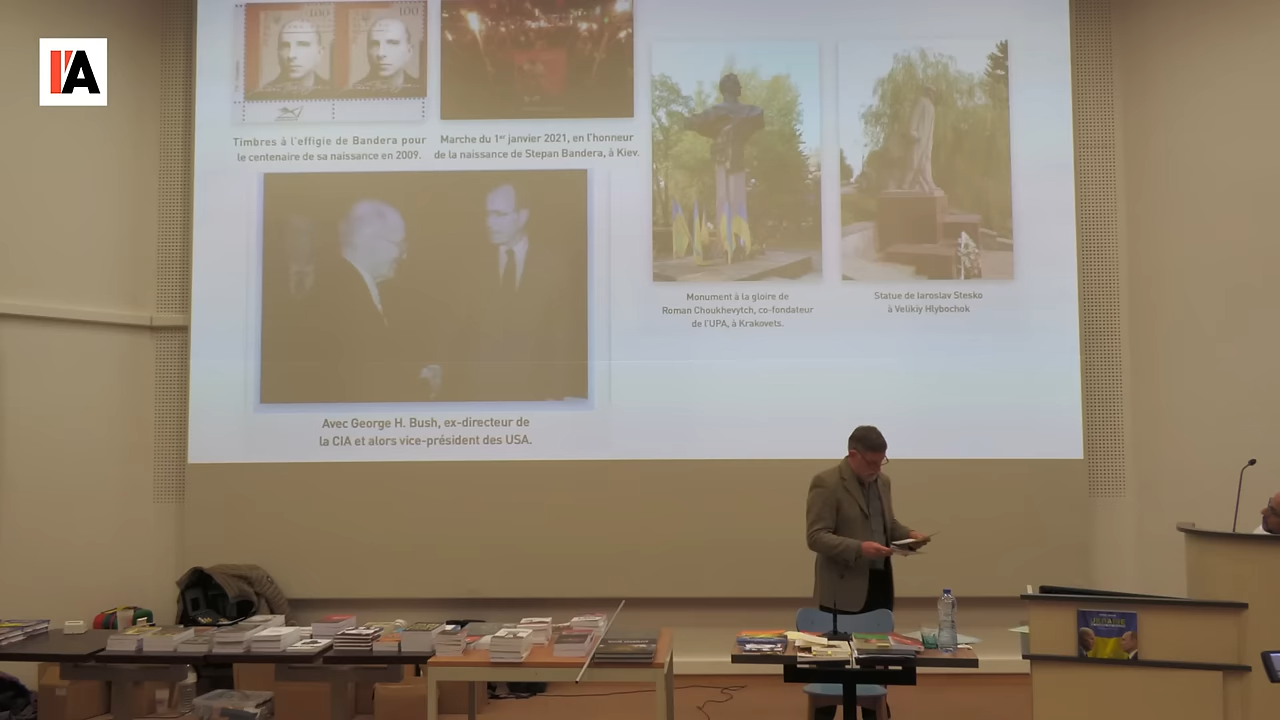 I'A
100
100
Timbres à l'effigie de Bandera pour
le centenaire de sa naissance en 2009.
Marche du 1er janvier 2021, en l'honneur
de la naissance de Stepan Bandera, à Kiev.
Monument à la gloire de
Roman Choukhevytch, co-fondateur
de l'UPA, à Krakovets.
Statue de Iaroslav Stesko
à Velikiy Hlybochok
Avec George H. Bush, ex-directeur de
la CIA et alors vice-président des USA.